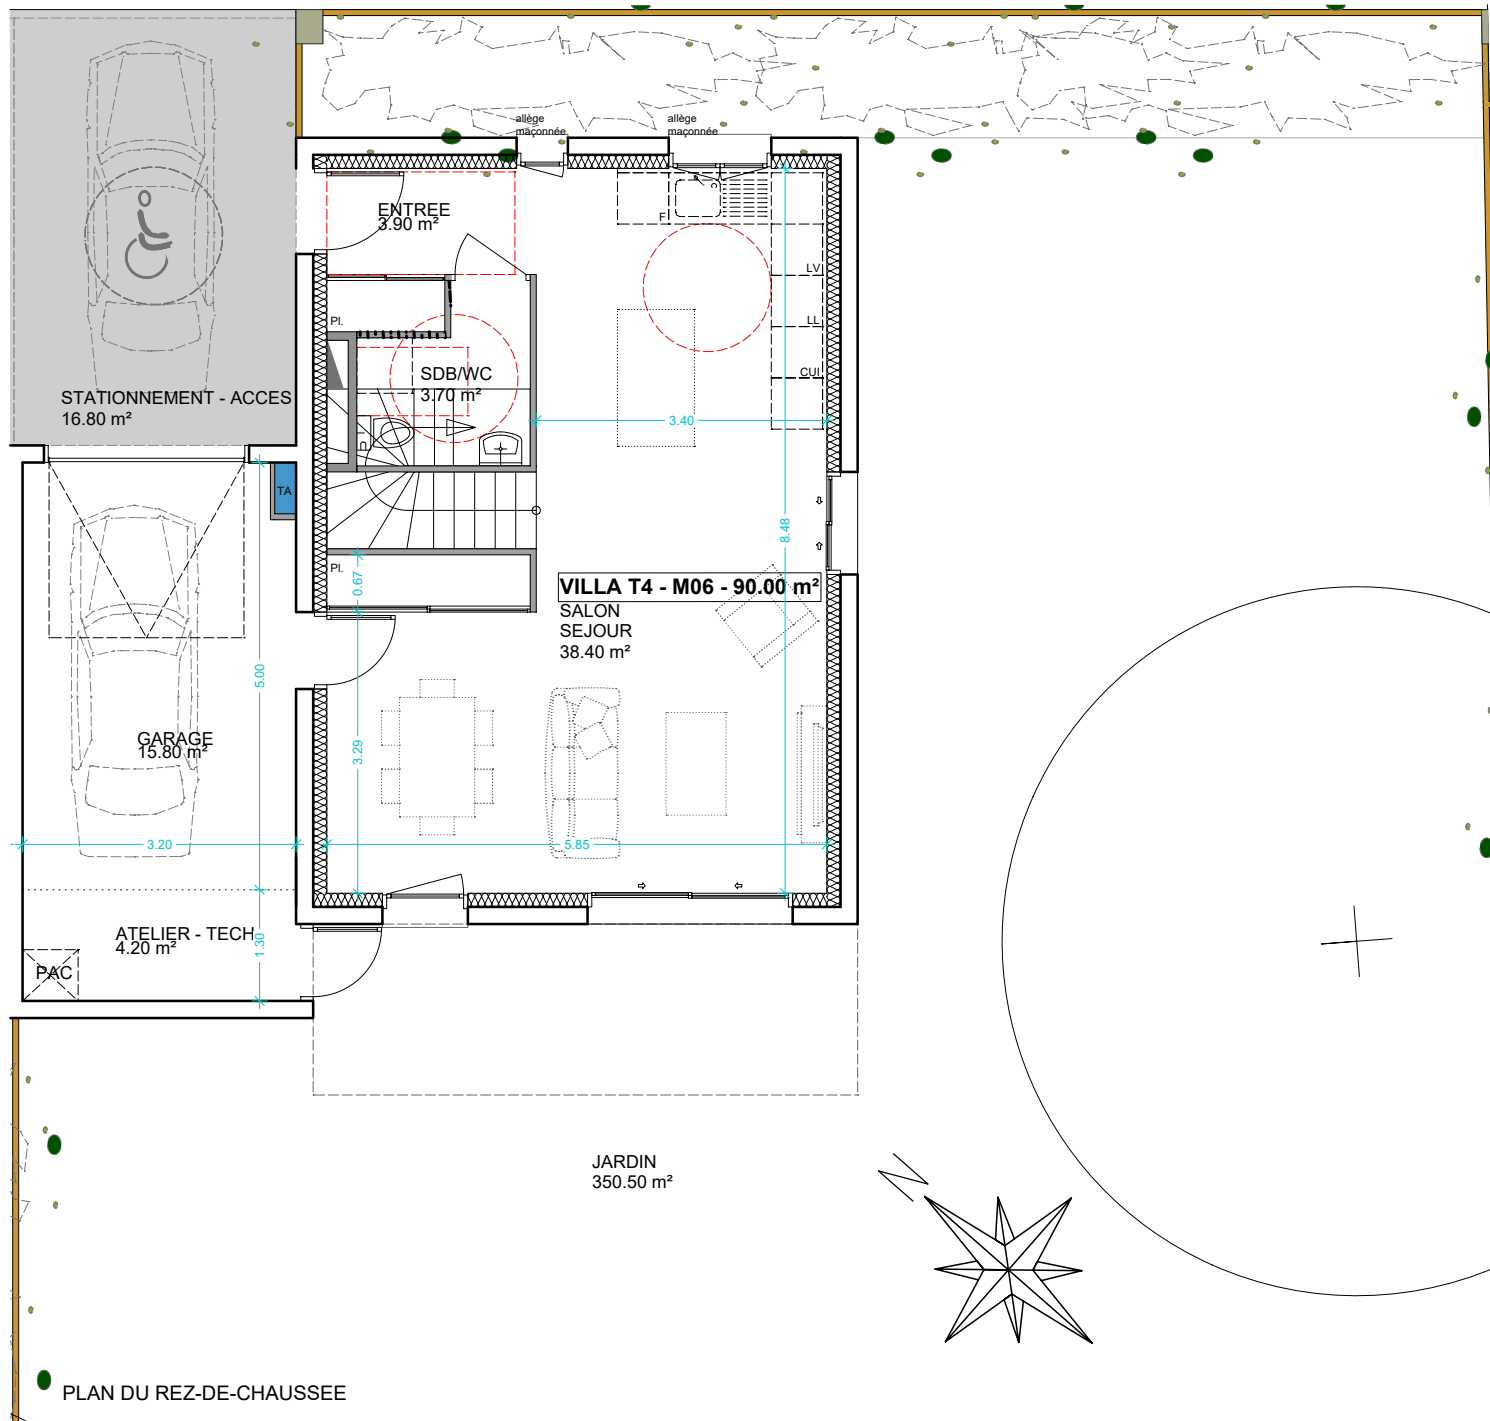 allège
maçonnée
allège
maçonnée
ENTREE
3.90 m²
F
LV
LL
CUI
Pl.
SDB/WC
3.70 m²
STATIONNEMENT - ACCES
16.80 m²
3.40
TA
8.48
Pl.
0.67
VILLA T4 - M06 - 90.00 m²
SALON
SEJOUR
38.40 m²
5.00
GARAGE
15.80 m²
3.29
3.20
5.85
ATELIER - TECH
4.20 m²
1.30
PAC
JARDIN
350.50 m²
N
PLAN DU REZ-DE-CHAUSSEE